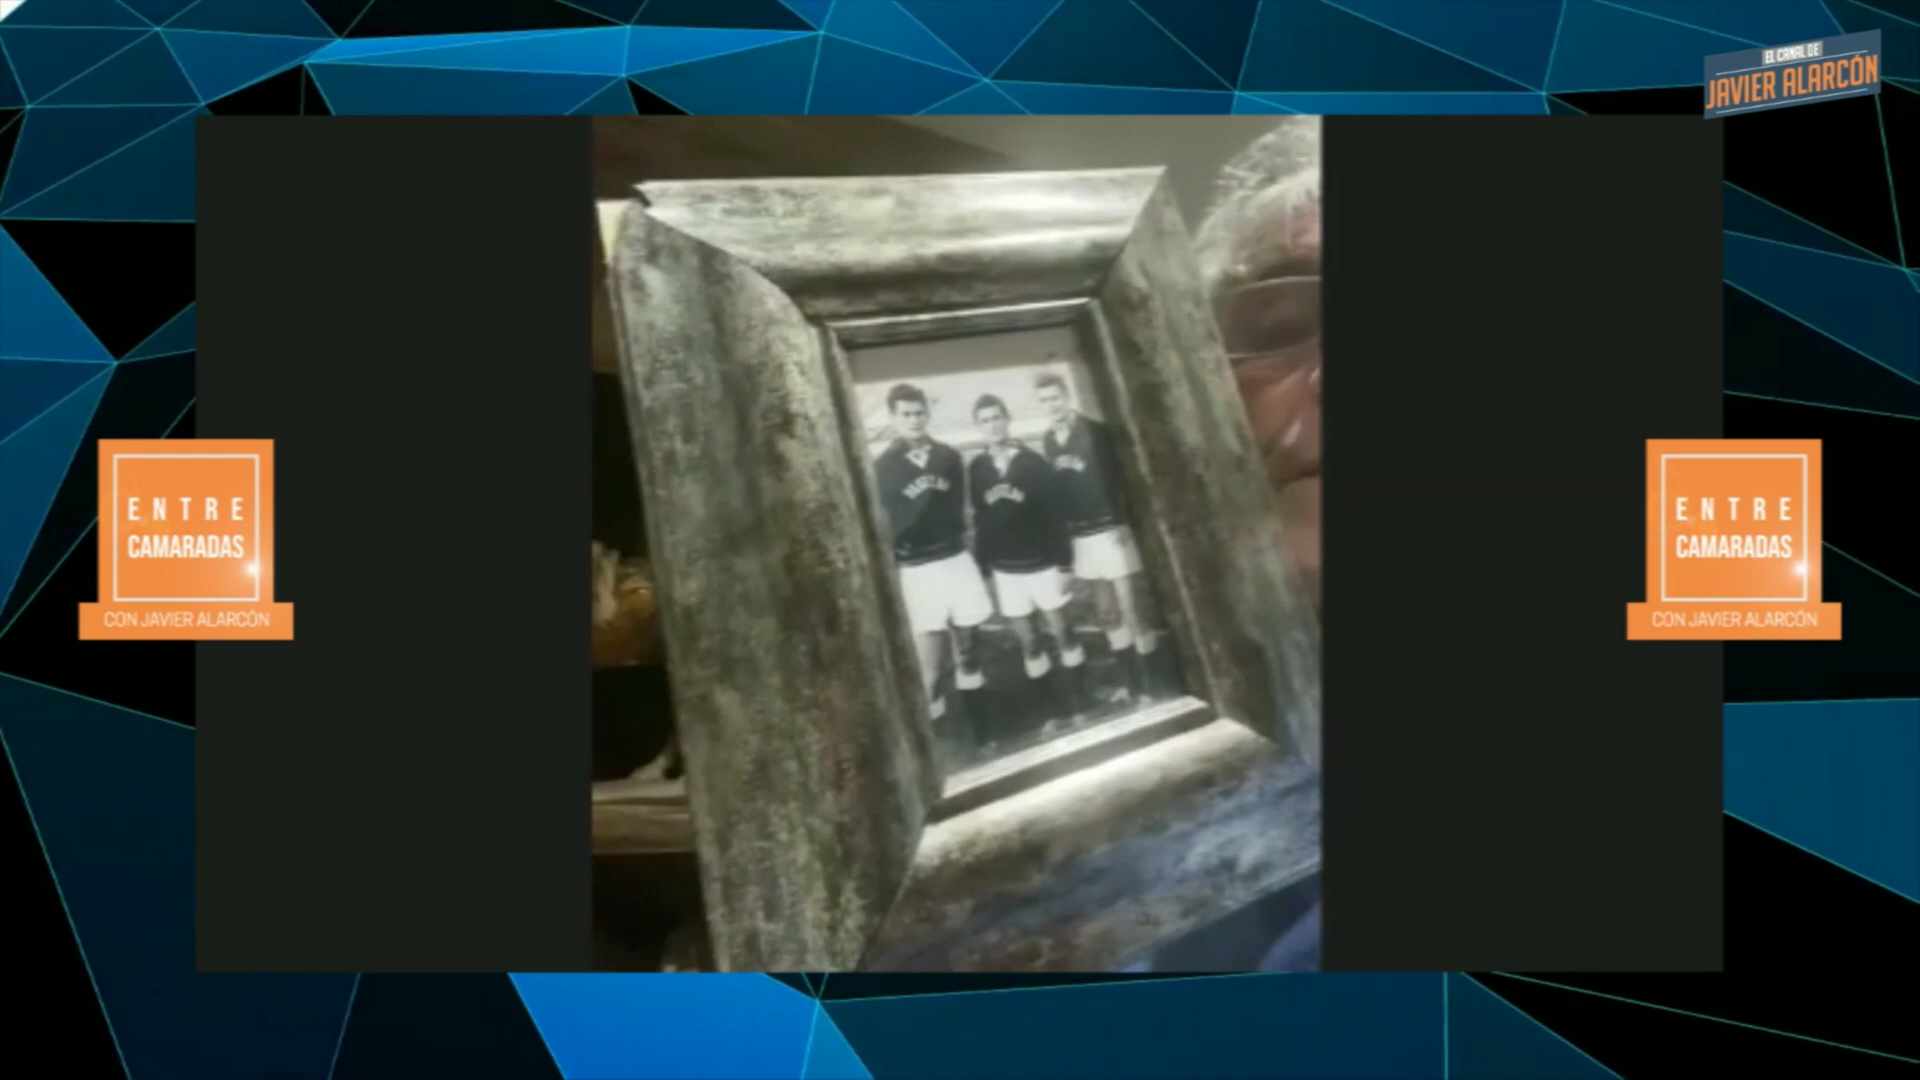 EL CANAL DE
JAVIER ALARCÓN
ENTRE
CAMARADAS
CON JAVIER ALARCÓN
ENTRE
CAMARADAS
CON JAVIER ALARCÓN